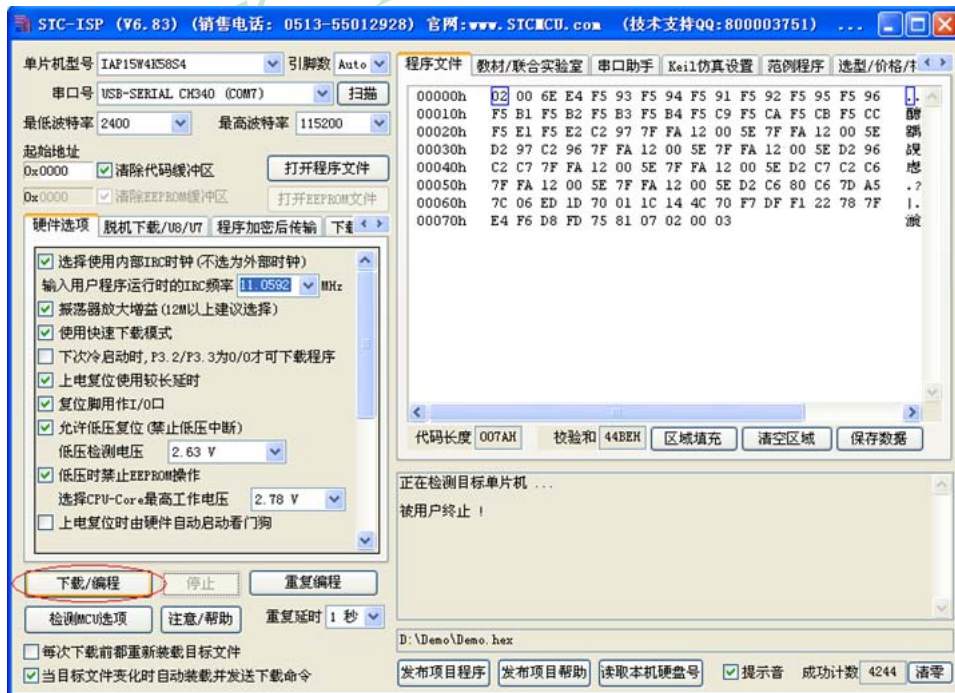 STC-ISP (V6.83) (销售电话: 0513-55012928) 官网:www.STCMCU.com (技术支持QQ:800003751) ...
单片机型号 IAP15W4K58S4 引脚数 Auto
串口号 USB-SERIAL CH340 (COM7) 扫描
最低波特率 2400 最高波特率 115200
起始地址
0x0000 清除代码缓冲区 打开程序文件
0x0000 清除EEPROM缓冲区 打开EEPROM文件
硬件选项 脱机下载/U8/U7 程序加密后传输
选择使用内部IRC时钟(不选为外部时钟)
输入用户程序运行时的IRC频率 11.0592 MHz
振荡器放大增益(12M以上建议选择)
使用快速下载模式
下次冷启动时,P3.2/P3.3为0/0才可下载程序
上电复位使用较长延时
复位脚用作I/O口
允许低压复位(禁止低压中断)
低压检测电压 2.63 V
低压时禁止EEPROM操作
选择CPU-Core最高工作电压 2.78 V
上电复位时由硬件自动启动看门狗
下载/编程 停止 重复编程
检测MCU选项 注意/帮助 重复延时 1 秒
每次下载前都重新装载目标文件
当目标文件变化时自动装载并发送下载命令
程序文件 教材/联合实验室 串口助手 Keil仿真设置 范例程序 选型/价格/
00000h 02 00 6E E4 F5 93 F5 94 F5 91 F5 92 F5 95 F5 96
00010h F5 B1 F5 B2 F5 B3 F5 B4 F5 C9 F5 CA F5 CB F5 CC
00020h F5 E1 F5 E2 C2 97 7F FA 12 00 5E 7F FA 12 00 5E
00030h D2 97 C2 96 7F FA 12 00 5E 7F FA 12 00 5E D2 96
00040h C2 C7 7F FA 12 00 5E 7F FA 12 00 5E D2 C7 C2 C6
00050h 7F FA 12 00 5E 7F FA 12 00 5E D2 C6 80 C6 7D A5 .?
00060h 7C 06 ED 1D 70 01 1C 14 4C 70 F7 DF F1 22 78 7F |.
00070h E4 F6 D8 FD 75 81 07 02 00 03
代码长度 007AH 校验和 44BEH 区域填充 清空区域 保存数据
正在检测目标单片机 ...
被用户终止 !
D:\Demo\Demo.hex
发布项目程序 发布项目帮助 读取本机硬盘号 提示音 成功计数 4244 清零